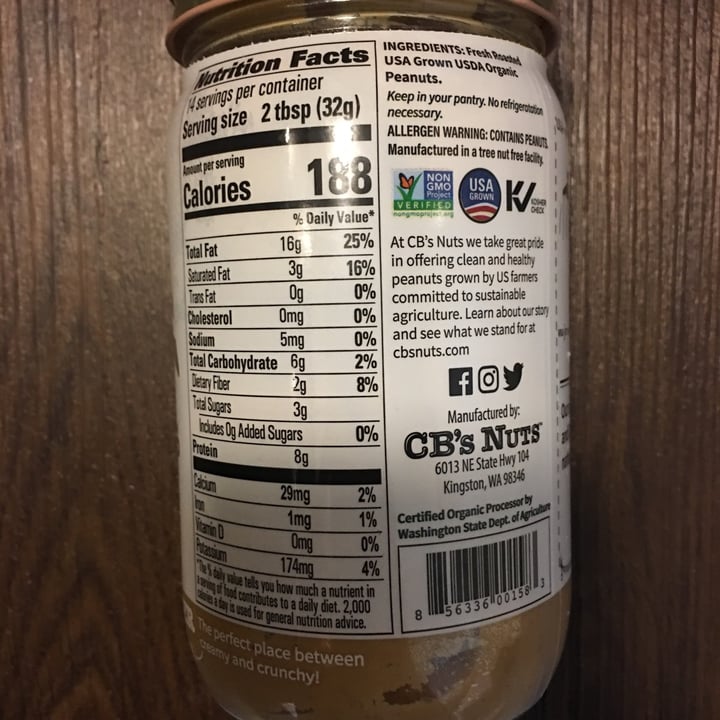 Nutrition Facts
14 servings per container
Serving size 2 tbsp (32g)
Amount per serving
Calories 188
% Daily Value*
Total Fat 16g 25%
Saturated Fat 3g 16%
Trans Fat 0g 0%
Cholesterol 0mg 0%
Sodium 5mg 0%
Total Carbohydrate 6g 2%
Dietary Fiber 2g 8%
Total Sugars 3g
Includes 0g Added Sugars 0%
Protein 8g
Calcium 29mg 2%
Iron 1mg 1%
Vitamin D 0mg 0%
Potassium 174mg 4%
*The % daily value tells you how much a nutrient in
a serving of food contributes to a daily diet. 2,000
calories a day is used for general nutrition advice.
The perfect place between
creamy and crunchy!
INGREDIENTS: Fresh Roasted
USA Grown USDA Organic
Peanuts.
Keep in your pantry. No refrigeration
necessary.
ALLERGEN WARNING: CONTAINS PEANUTS.
Manufactured in a tree nut free facility.
NON
GMO
Project
VERIFIED
nongmoproject.org
USA
GROWN
KV KOSHER
CHECK
At CB's Nuts we take great pride
in offering clean and healthy
peanuts grown by US farmers
committed to sustainable
agriculture. Learn about our story
and see what we stand for at
cbsnuts.com
Manufactured by:
CB's NUTS
6013 NE State Hwy 104
Kingston, WA 98346
Certified Organic Processor by
Washington State Dept. of Agriculture
8 56336 00158 3